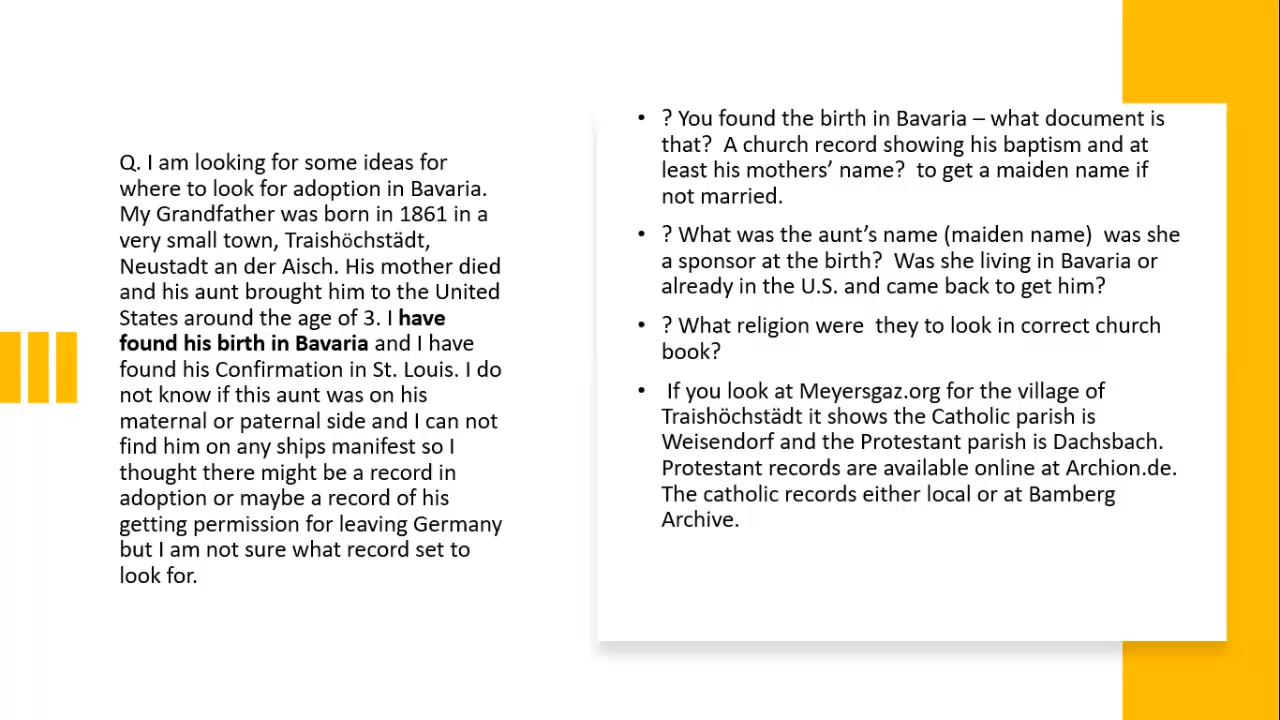 Q. I am looking for some ideas for
where to look for adoption in Bavaria.
My Grandfather was born in 1861 in a
very small town, Traishöchstädt,
Neustadt an der Aisch. His mother died
and his aunt brought him to the United
States around the age of 3. I have
found his birth in Bavaria and I have
found his Confirmation in St. Louis. I do
not know if this aunt was on his
maternal or paternal side and I can not
find him on any ships manifest so I
thought there might be a record in
adoption or maybe a record of his
getting permission for leaving Germany
but I am not sure what record set to
look for.
• ? You found the birth in Bavaria – what document is
that? A church record showing his baptism and at
least his mothers’ name? to get a maiden name if
not married.
• ? What was the aunt’s name (maiden name) was she
a sponsor at the birth? Was she living in Bavaria or
already in the U.S. and came back to get him?
• ? What religion were they to look in correct church
book?
• If you look at Meyersgaz.org for the village of
Traishöchstädt it shows the Catholic parish is
Weisendorf and the Protestant parish is Dachsbach.
Protestant records are available online at Archion.de.
The catholic records either local or at Bamberg
Archive.